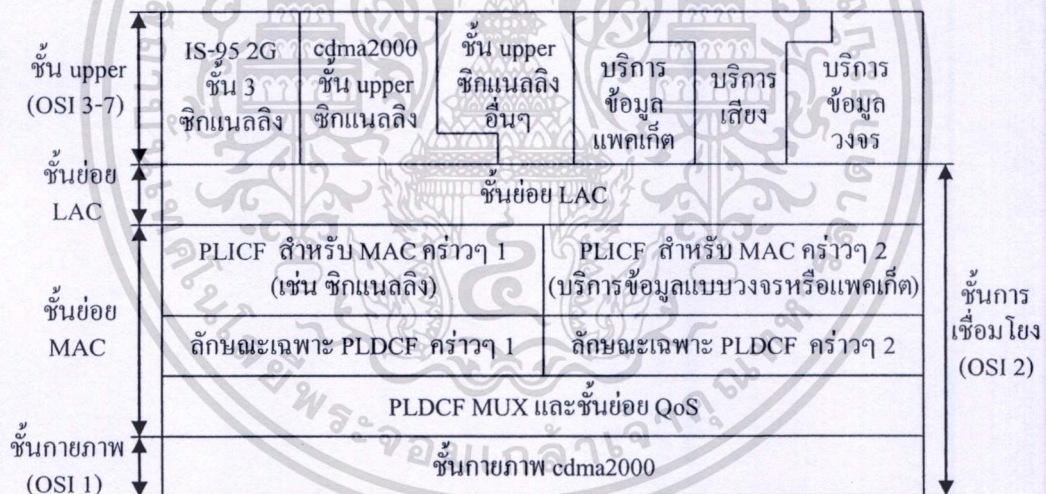 ชั้น upper
(OSI 3-7)
IS-95 2G
ชั้น 3
ซิกแนลลิง
cdma2000
ชั้น upper
ซิกแนลลิง
ชั้น upper
ซิกแนลลิง
อื่นๆ
บริการ
ข้อมูล
แพคเก็ต
บริการ
เสียง
บริการ
ข้อมูล
วงจร
ชั้นย่อย
LAC
ชั้นย่อย LAC
ชั้นย่อย
MAC
PLICF สำหรับ MAC คร่าวๆ 1
(เช่น ซิกแนลลิง)
PLICF สำหรับ MAC คร่าวๆ 2
(บริการข้อมูลแบบวงจรหรือแพคเก็ต)
ลักษณะเฉพาะ PLDCF คร่าวๆ 1
ลักษณะเฉพาะ PLDCF คร่าวๆ 2
PLDCF MUX และชั้นย่อย QoS
ชั้นการ
เชื่อมโยง
(OSI 2)
ชั้นกายภาพ
(OSI 1)
ชั้นกายภาพ cdma2000